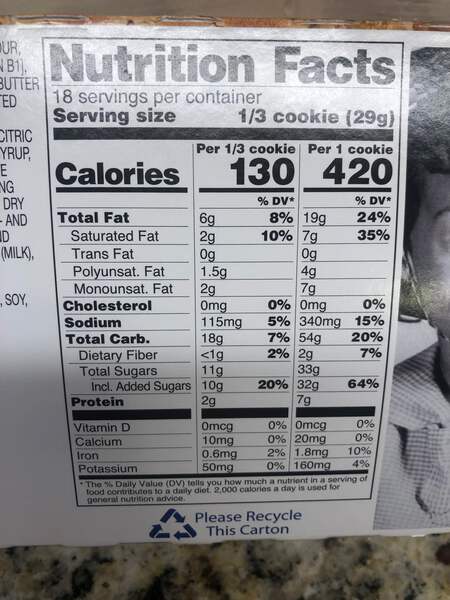 UR,
N B1),
BUTTER
TED
CITRIC
YRUP,
E
NG
DRY
- AND
ID
(MILK),
, SOY,
Nutrition Facts
18 servings per container
Serving size 1/3 cookie (29g)
Per 1/3 cookie Per 1 cookie
Calories 130 420
% DV* % DV*
Total Fat 6g 8% 19g 24%
Saturated Fat 2g 10% 7g 35%
Trans Fat 0g 0g
Polyunsat. Fat 1.5g 4g
Monounsat. Fat 2g 7g
Cholesterol 0mg 0% 0mg 0%
Sodium 115mg 5% 340mg 15%
Total Carb. 18g 7% 54g 20%
Dietary Fiber <1g 2% 2g 7%
Total Sugars 11g 33g
Incl. Added Sugars 10g 20% 32g 64%
Protein 2g 7g
Vitamin D 0mcg 0% 0mcg 0%
Calcium 10mg 0% 20mg 0%
Iron 0.6mg 2% 1.8mg 10%
Potassium 50mg 0% 160mg 4%
* The % Daily Value (DV) tells you how much a nutrient in a serving of
food contributes to a daily diet. 2,000 calories a day is used for
general nutrition advice.
Please Recycle
This Carton